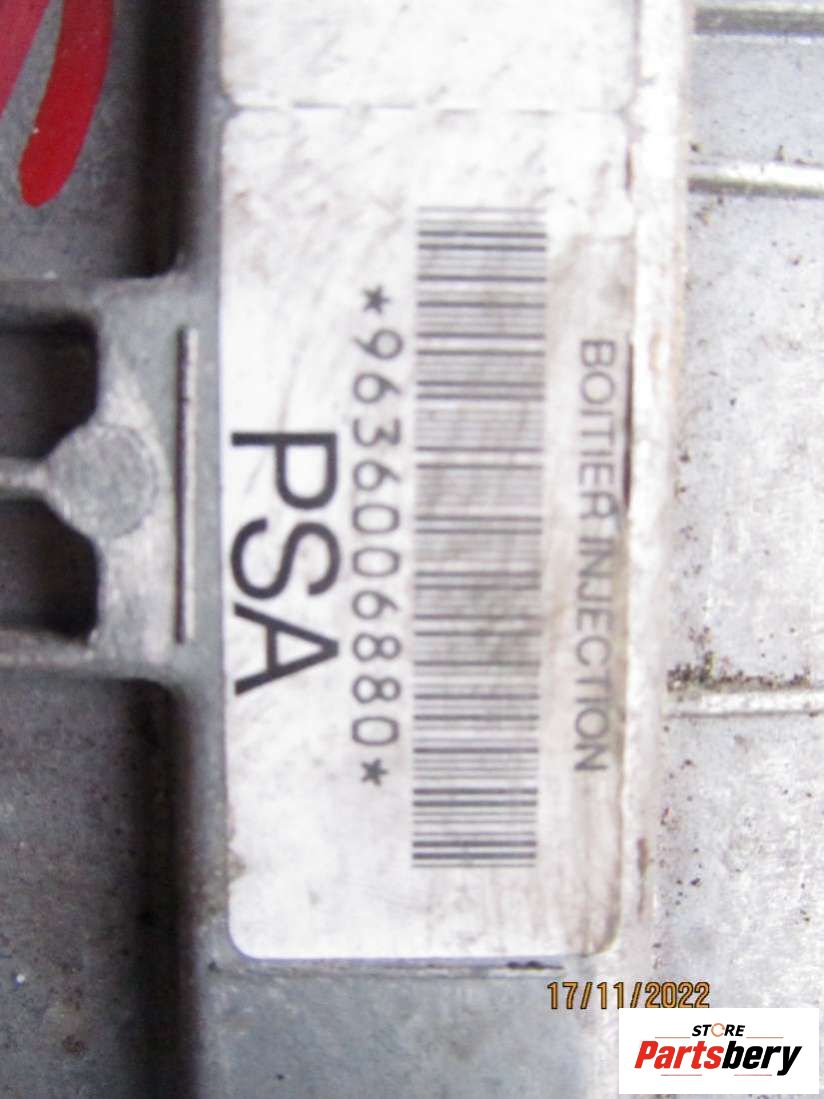 BOITIER INJECTION
*9636006880*
PSA
17/11/2022
STORE
Partsbery